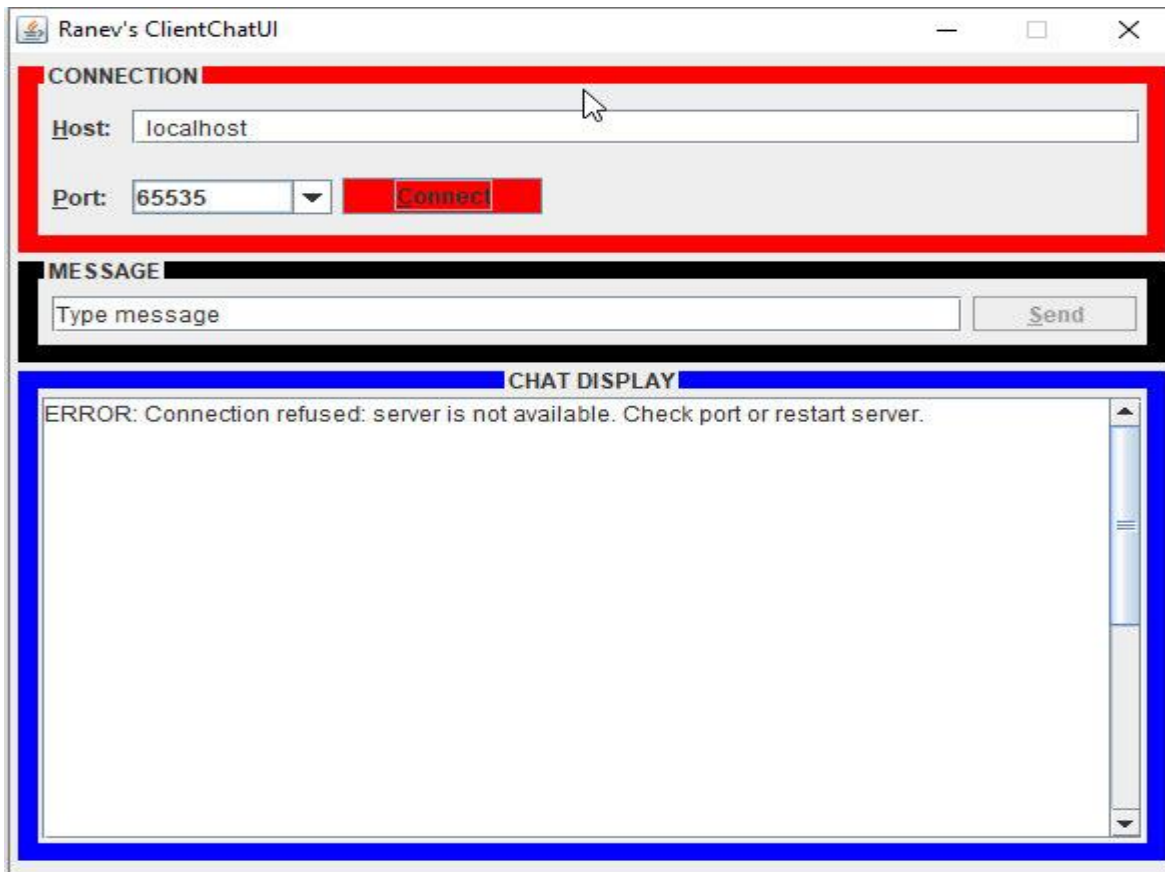 Ranev's ClientChatUI
CONNECTION
Host: localhost
Port: 65535 Connect
MESSAGE
Type message Send
CHAT DISPLAY
ERROR: Connection refused: server is not available. Check port or restart server.